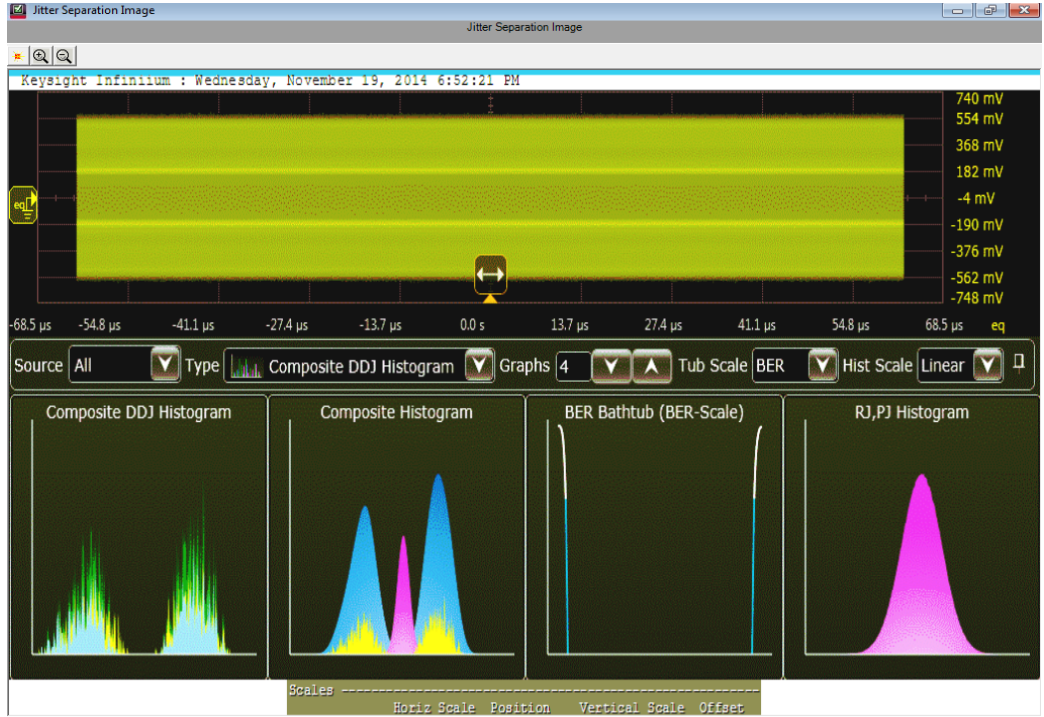 Jitter Separation Image
Jitter Separation Image
Keysight Infiniium : Wednesday, November 19, 2014 6:52:21 PM
740 mV
554 mV
368 mV
182 mV
-4 mV
eq
-190 mV
-376 mV
-562 mV
-748 mV
-68.5 µs -54.8 µs -41.1 µs -27.4 µs -13.7 µs 0.0 s 13.7 µs 27.4 µs 41.1 µs 54.8 µs 68.5 µs eq
Source All Type Composite DDJ Histogram Graphs 4 Tub Scale BER Hist Scale Linear
Composite DDJ Histogram Composite Histogram BER Bathtub (BER-Scale) RJ,PJ Histogram
Scales
Horiz Scale Position Vertical Scale Offset